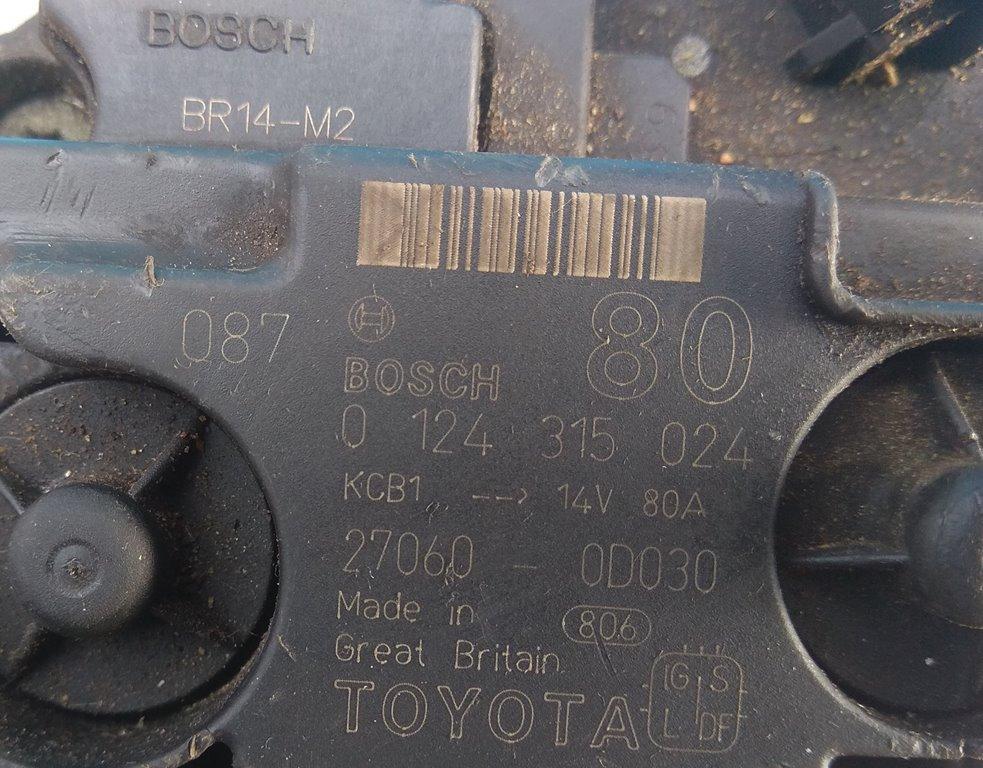 BOSCH
BR14-M2
087
80
BOSCH
0 124 315 024
KCB1 --> 14V 80A
27060 - 0D030
Made in
Great Britain
806
TOYOTA
IG S
L DF